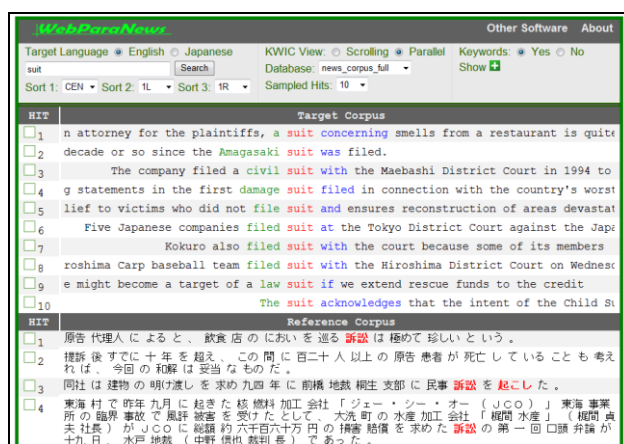 WebParaNews
Other Software About
Target Language English Japanese
KWIC View: Scrolling Parallel
Keywords: Yes No
suit Search
Database: news_corpus_full
Show
Sort 1: CEN Sort 2: 1L Sort 3: 1R
Sampled Hits: 10
HIT Target Corpus
1 n attorney for the plaintiffs, a suit concerning smells from a restaurant is quite
2 decade or so since the Amagasaki suit was filed.
3 The company filed a civil suit with the Maebashi District Court in 1994 to
4 g statements in the first damage suit filed in connection with the country's worst
5 lief to victims who did not file suit and ensures reconstruction of areas devastat
6 Five Japanese companies filed suit at the Tokyo District Court against the Japa
7 Kokuro also filed suit with the court because some of its members
8 roshima Carp baseball team filed suit with the Hiroshima District Court on Wednesd
9 e might become a target of a law suit if we extend rescue funds to the credit
10 The suit acknowledges that the intent of the Child Su
HIT Reference Corpus
1 原告 代理人 に よる と 、 飲食 店 の におい を 巡る 訴訟 は 極めて 珍しい と いう 。
2 提訴 後 すでに 十 年 を 超え 、 この 間 に 百二十 人 以上 の 原告 患者 が 死亡 し て いる こと も 考え
れ ば 、 今回 の 和解 は 妥当 な もの だ 。
3 同社 は 建物 の 明け渡し を 求め 九四 年 に 前橋 地裁 桐生 支部 に 民事 訴訟 を 起こし た 。
4 東海 村 で 昨年 九月 に 起き た 核 燃料 加工 会社 「 ジェー ・ シー ・ オー （ ＪＣＯ ） 」 東海 事業
所 の 臨界 事故 で 風評 被害 を 受け た として 、 大洗 町 の 水産 加工 会社 「 梶間 水産 」 （ 梶間 貞
夫 社長 ） が ＪＣＯ に 総額 約 六千百六十万 円 の 損害 賠償 を 求め た 訴訟 の 第 一 回 口頭 弁論 が
十九 日 、 水戸 地裁 （ 中野 信也 裁判 長 ） で あっ た 。